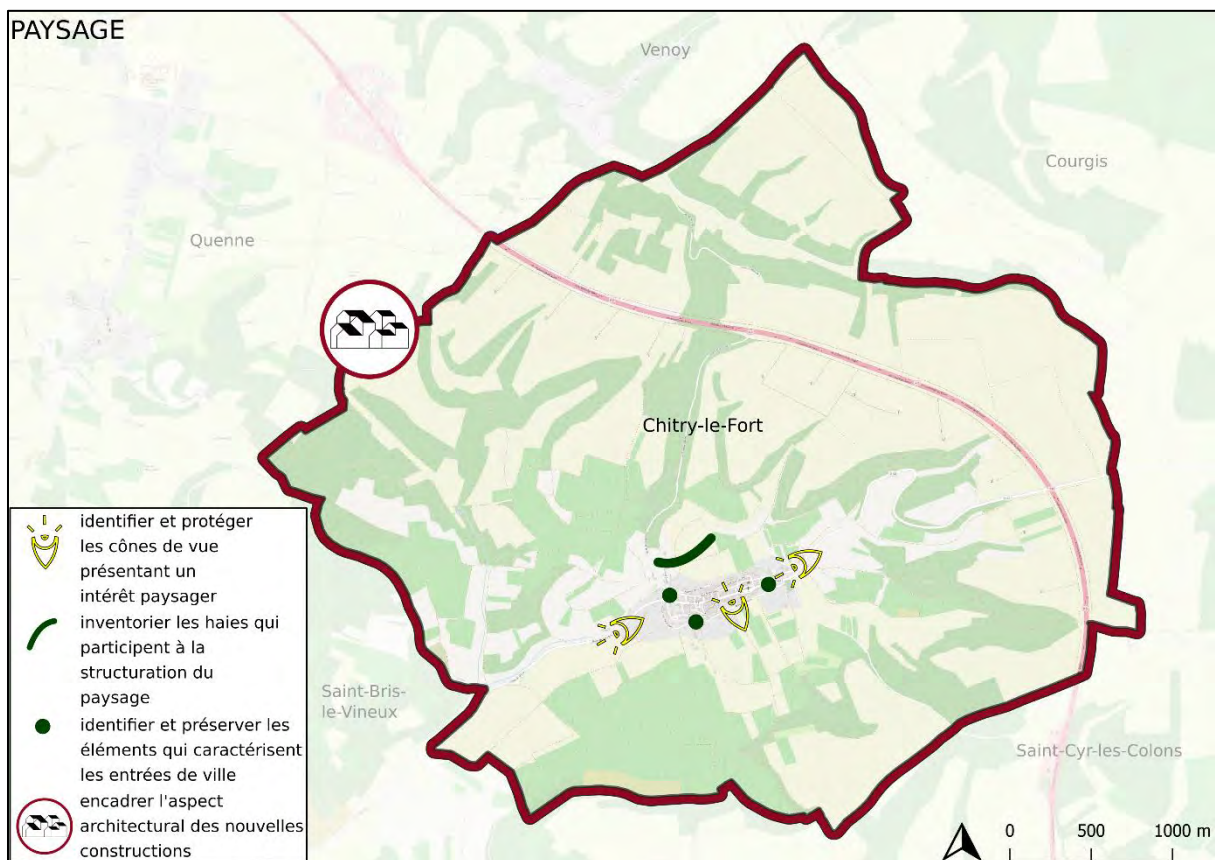 PAYSAGE
Venoy
Courgis
Quenne
Chitry-le-Fort
Saint-Bris-
le-Vineux
Saint-Cyr-les-Colons
identifier et protéger
les cônes de vue
présentant un
intérêt paysager
inventorier les haies qui
participent à la
structuration du
paysage
identifier et préserver les
éléments qui caractérisent
les entrées de ville
encadrer l'aspect
architectural des nouvelles
constructions
0 500 1000 m